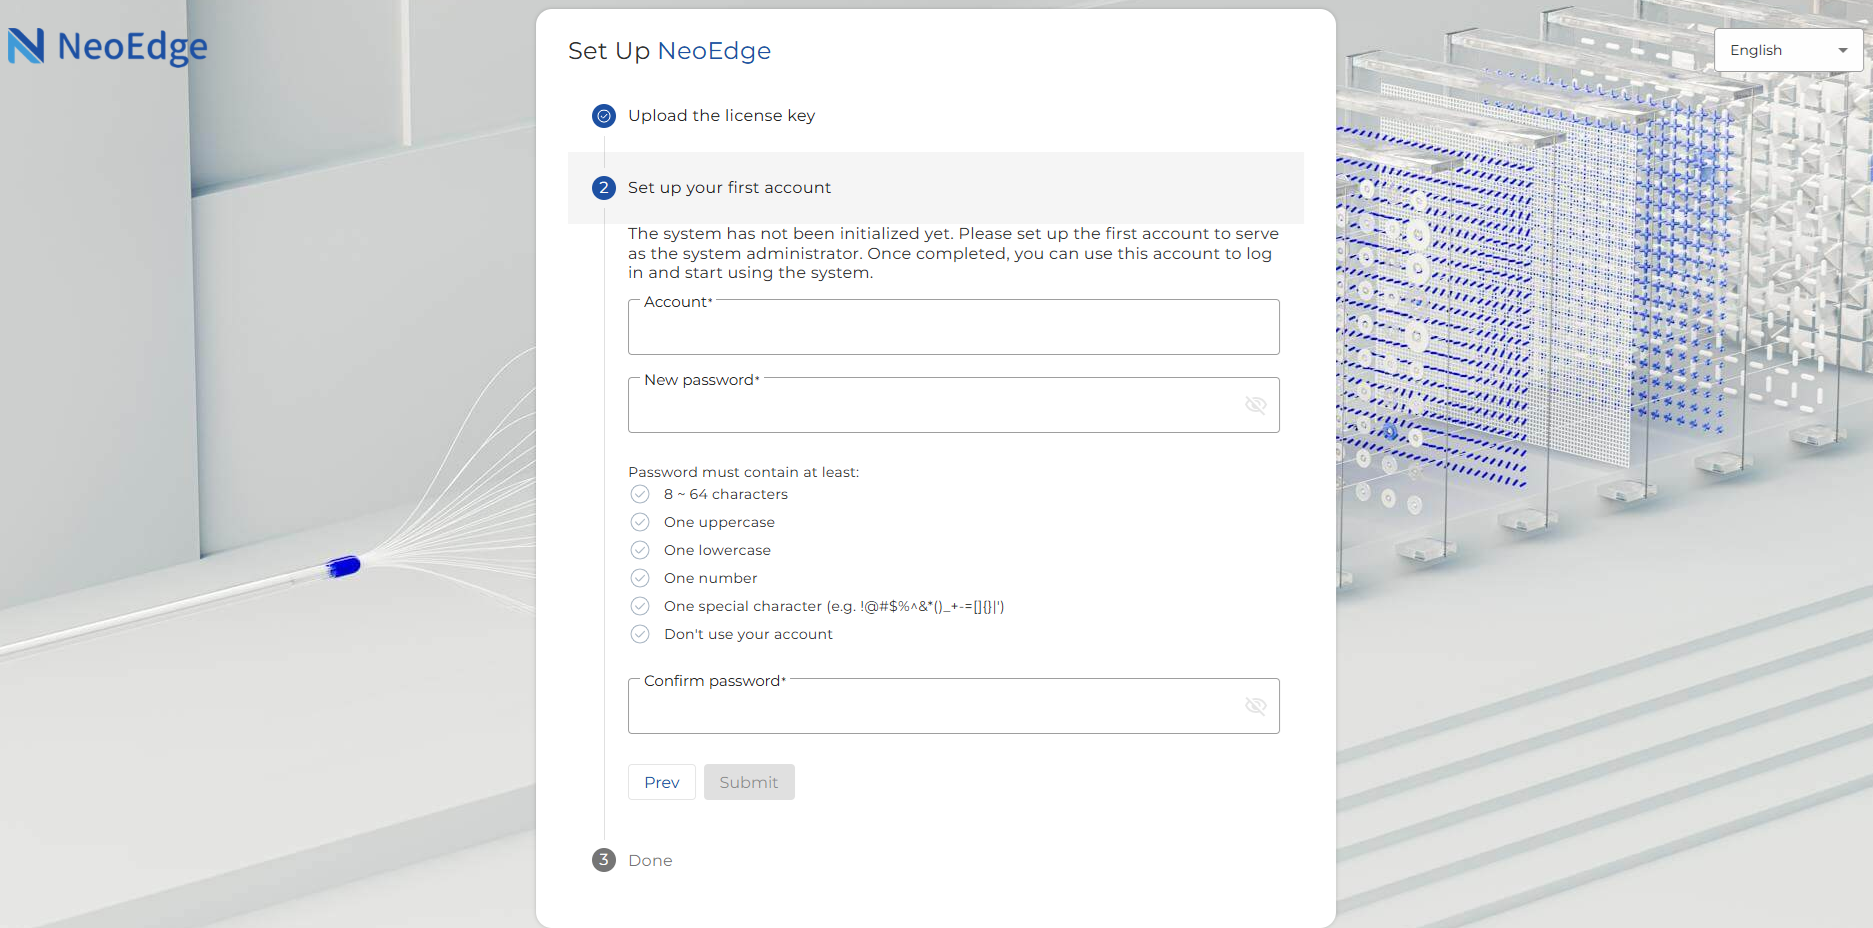 NeoEdge
English
Set Up NeoEdge
Upload the license key
2 Set up your first account
The system has not been initialized yet. Please set up the first account to serve
as the system administrator. Once completed, you can use this account to log
in and start using the system.
Account*
New password*
Password must contain at least:
8 ~ 64 characters
One uppercase
One lowercase
One number
One special character (e.g. !@#$%^&*()_+-=[]{}|')
Don't use your account
Confirm password*
Prev Submit
3 Done